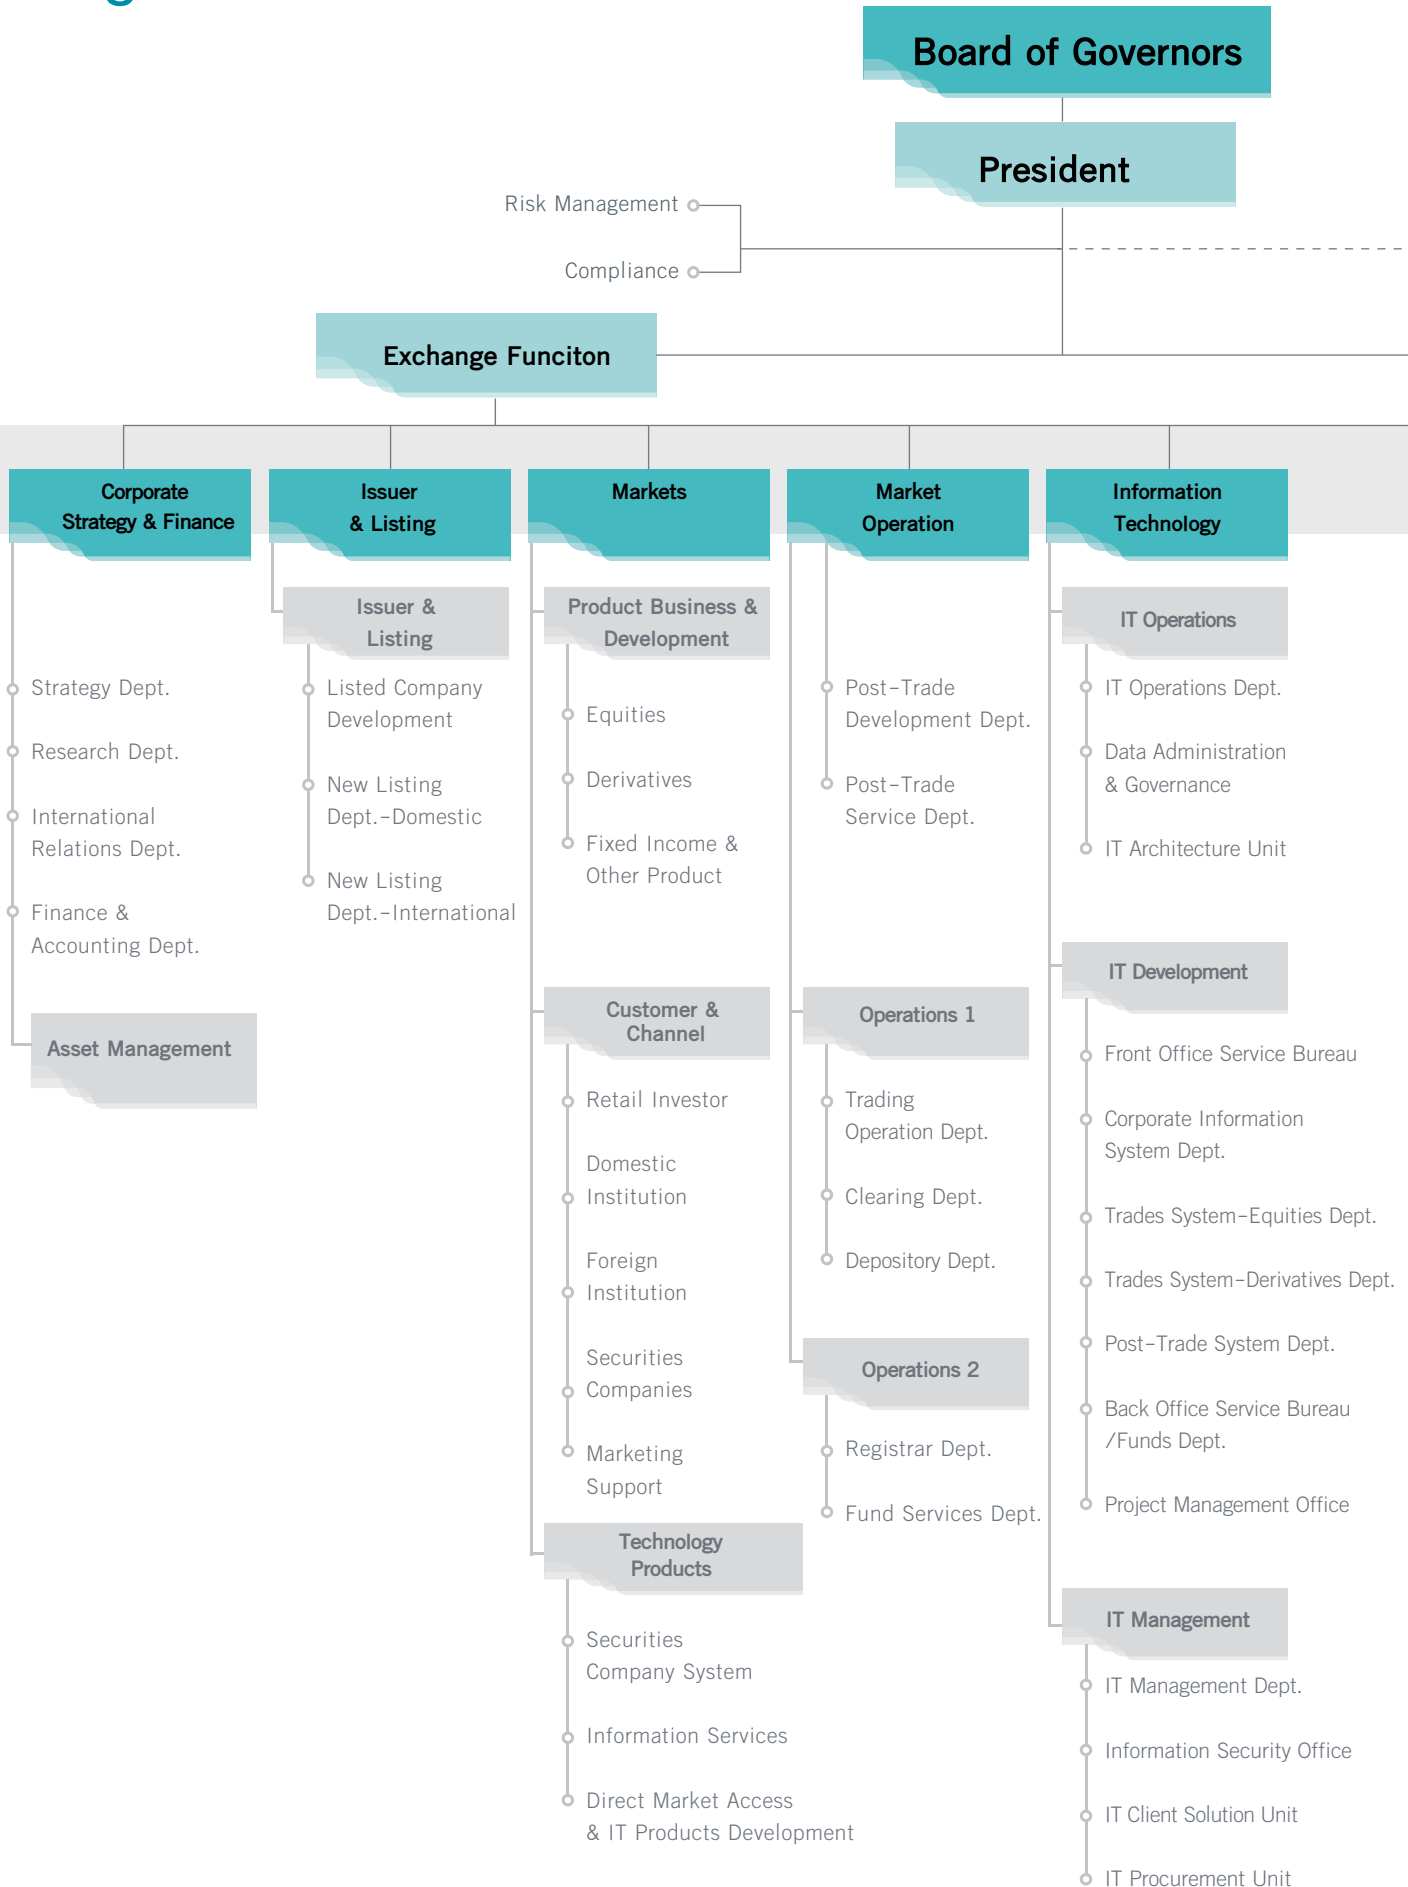 Board of Governors
President
Risk Management
Compliance
Exchange Funciton
Corporate
Strategy & Finance
Strategy Dept.
Research Dept.
International
Relations Dept.
Finance &
Accounting Dept.
Asset Management
Issuer
& Listing
Issuer &
Listing
Listed Company
Development
New Listing
Dept.-Domestic
New Listing
Dept.-International
Markets
Product Business &
Development
Equities
Derivatives
Fixed Income &
Other Product
Customer &
Channel
Retail Investor
Domestic
Institution
Foreign
Institution
Securities
Companies
Marketing
Support
Technology
Products
Securities
Company System
Information Services
Direct Market Access
& IT Products Development
Market
Operation
Post-Trade
Development Dept.
Post-Trade
Service Dept.
Operations 1
Trading
Operation Dept.
Clearing Dept.
Depository Dept.
Operations 2
Registrar Dept.
Fund Services Dept.
Information
Technology
IT Operations
IT Operations Dept.
Data Administration
& Governance
IT Architecture Unit
IT Development
Front Office Service Bureau
Corporate Information
System Dept.
Trades System-Equities Dept.
Trades System-Derivatives Dept.
Post-Trade System Dept.
Back Office Service Bureau
/Funds Dept.
Project Management Office
IT Management
IT Management Dept.
Information Security Office
IT Client Solution Unit
IT Procurement Unit